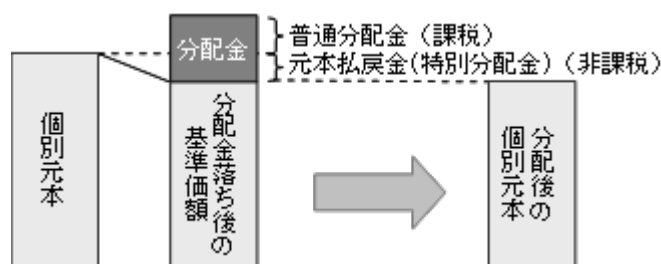 分配金
普通分配金（課税）
元本払戻金(特別分配金)（非課税）
個別元本
分配金落ち後の
基準価額
分配後の
個別元本